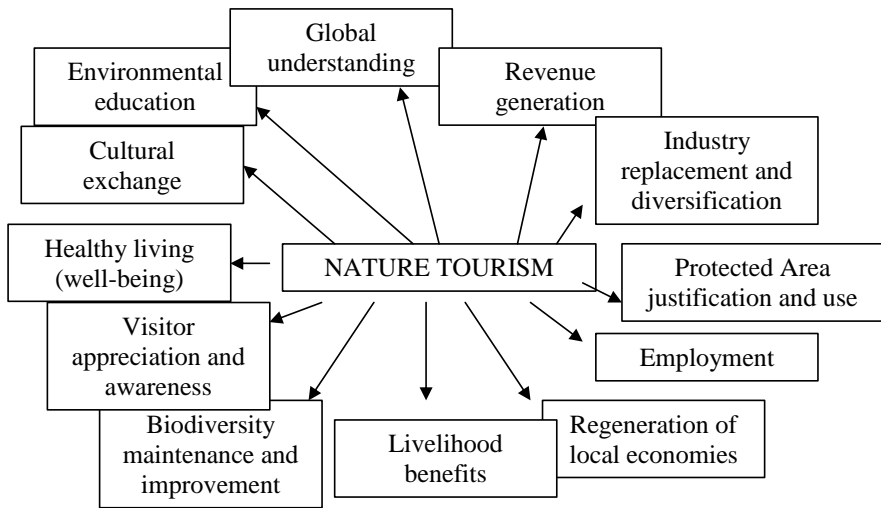 Global
understanding
Environmental
education
Revenue
generation
Cultural
exchange
Industry
replacement and
diversification
Healthy living
(well-being)
NATURE TOURISM
Protected Area
justification and use
Visitor
appreciation and
awareness
Employment
Biodiversity
maintenance and
improvement
Livelihood
benefits
Regeneration of
local economies